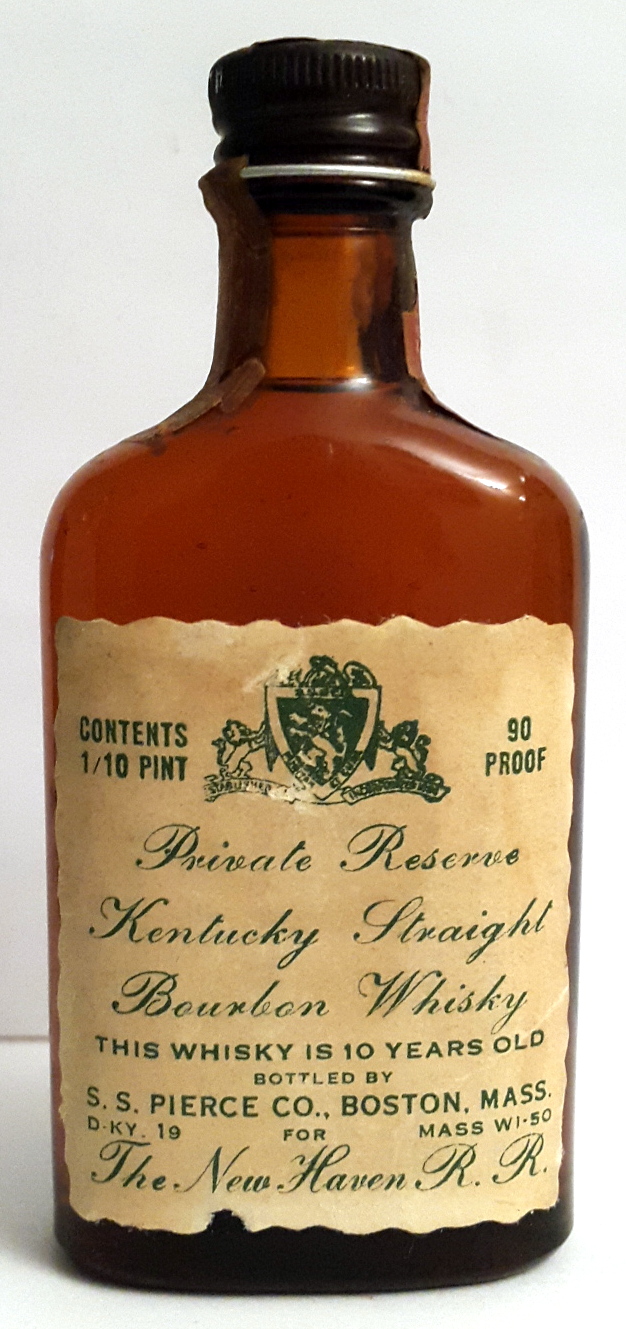 CONTENTS
1/10 PINT
90
PROOF
Private Reserve
Kentucky Straight
Bourbon Whisky
THIS WHISKY IS 10 YEARS OLD
BOTTLED BY
S. S. PIERCE CO., BOSTON, MASS.
D-KY. 19 FOR MASS WI-50
The New Haven R. R.